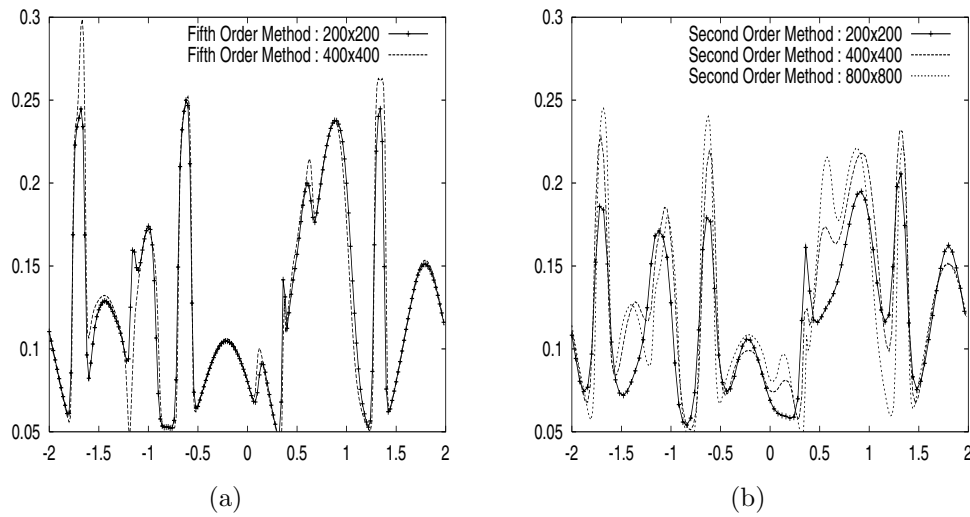 Fifth Order Method : 200x200
Fifth Order Method : 400x400
0.3
0.25
0.2
0.15
0.1
0.05
-2 -1.5 -1 -0.5 0 0.5 1 1.5 2
(a)
Second Order Method : 200x200
Second Order Method : 400x400
Second Order Method : 800x800
0.3
0.25
0.2
0.15
0.1
0.05
-2 -1.5 -1 -0.5 0 0.5 1 1.5 2
(b)